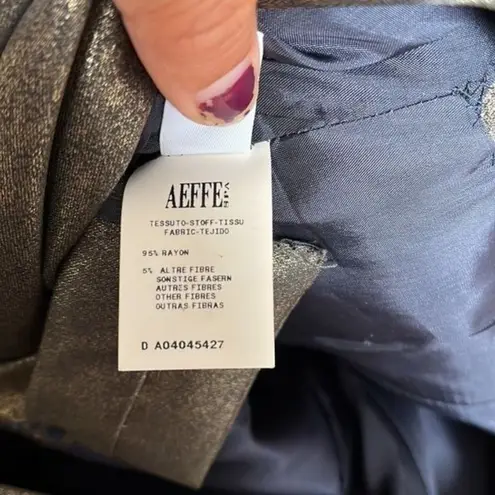 AEFFE SPA
TESSUTO-STOFF-TISSU
FABRIC-TEJIDO
95% RAYON
5% ALTRE FIBRE
SONSTIGE FASERN
AUTRES FIBRES
OTHER FIBRES
OUTRAS FIBRAS
D A04045427